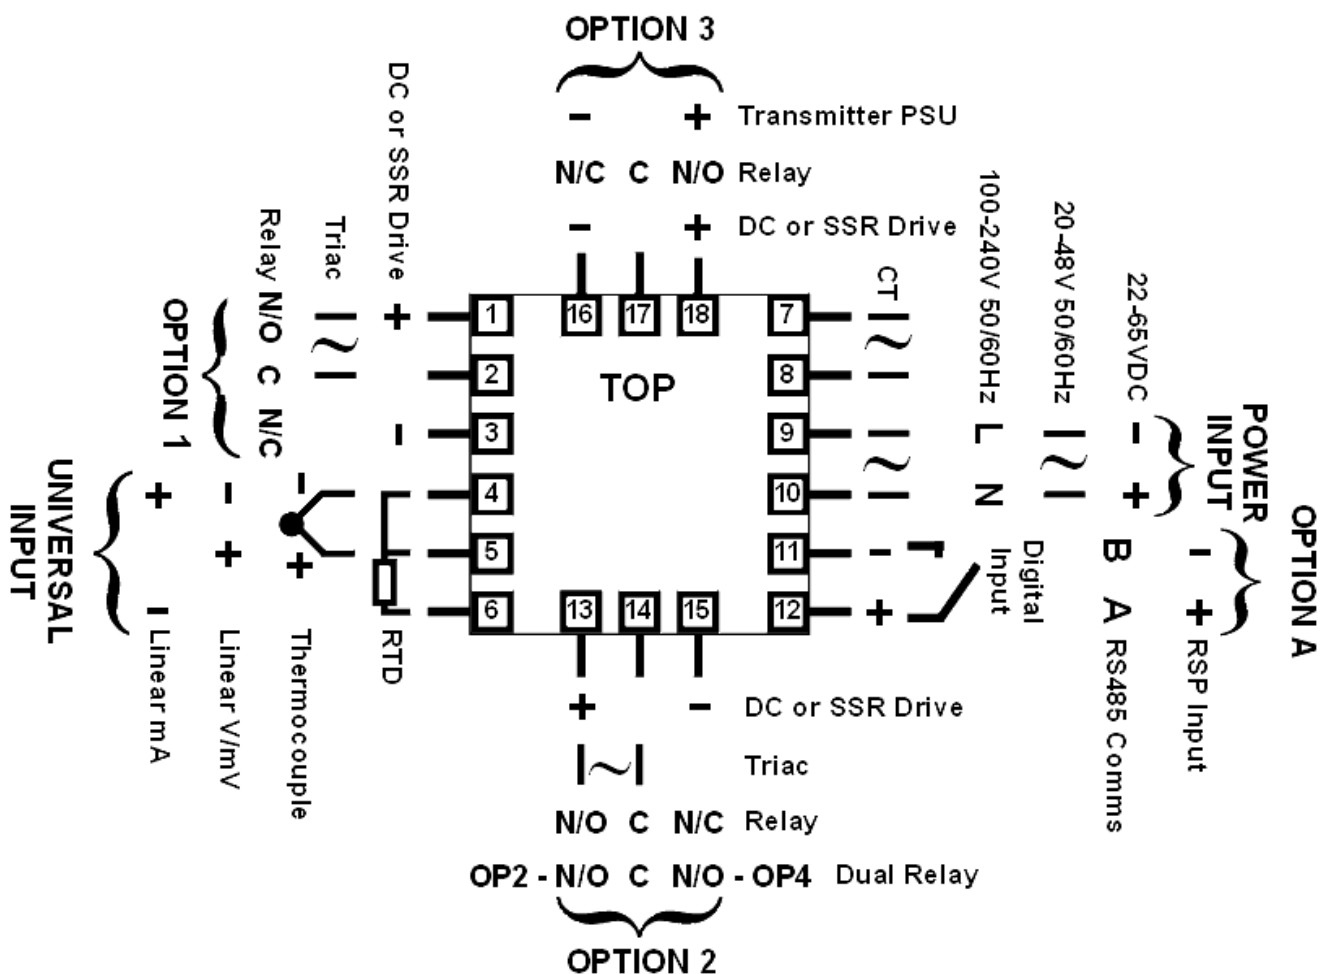 OPTION 3
- + Transmitter PSU
N/C C N/O Relay
- + DC or SSR Drive
DC or SSR Drive
Triac
Relay N/O C N/C
OPTION 1
+ -
- +
- +
+ -
UNIVERSAL
INPUT
Linear mA
Linear V/mV
Thermocouple
RTD
1
2
3
4
5
6
16 17 18
TOP
13 14 15
7
8
9
10
11
12
CT
100-240V 50/60Hz
L
N
20-48V 50/60Hz
22-65VDC
- +
POWER
INPUT
- +
Digital
Input
B A RS485 Comms
- + RSP Input
OPTION A
+ - DC or SSR Drive
~ Triac
N/O C N/C Relay
OP2 - N/O C N/O - OP4 Dual Relay
OPTION 2